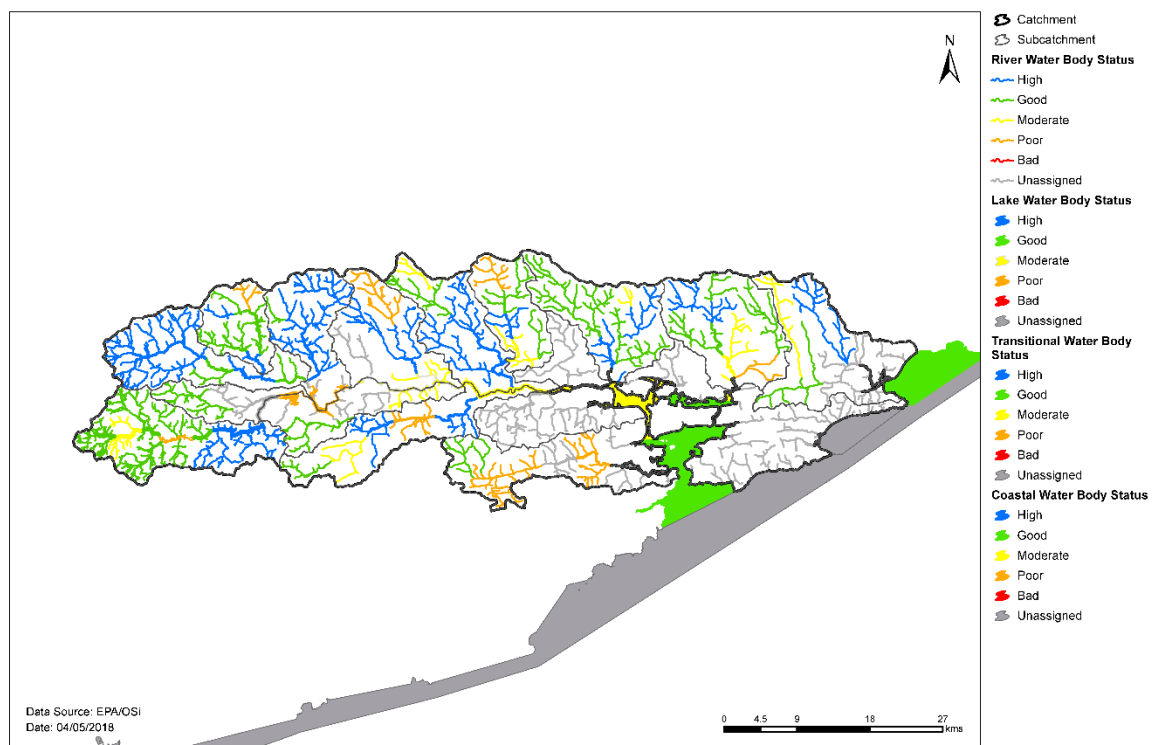 N
Data Source: EPA/OSi
Date: 04/05/2018
0 4.5 9 18 27
kms
Catchment
Subcatchment
River Water Body Status
High
Good
Moderate
Poor
Bad
Unassigned
Lake Water Body Status
High
Good
Moderate
Poor
Bad
Unassigned
Transitional Water Body
Status
High
Good
Moderate
Poor
Bad
Unassigned
Coastal Water Body Status
High
Good
Moderate
Poor
Bad
Unassigned